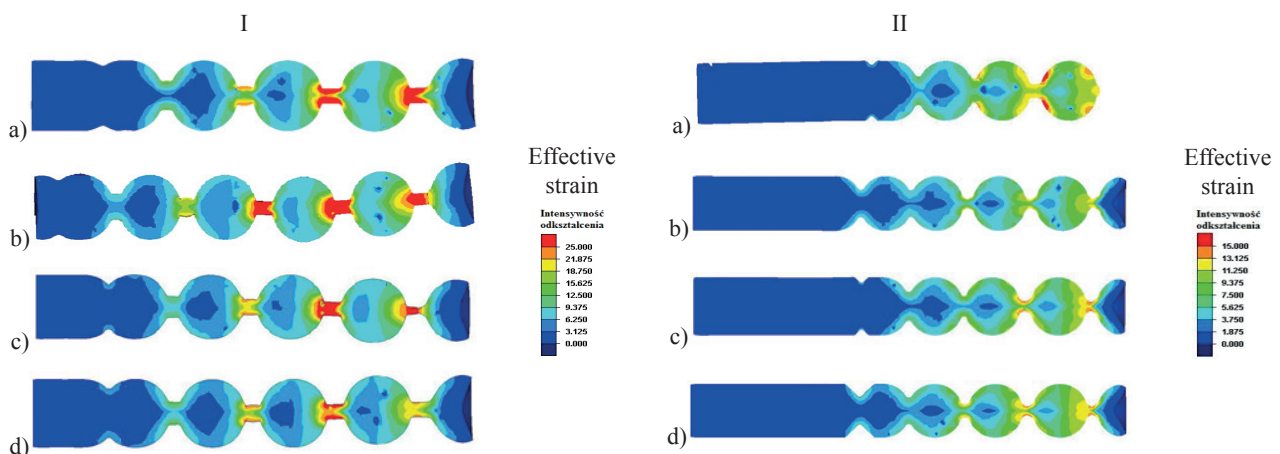 I
a)
b)
c)
d)
Effective
strain
Intensywność
odkształcenia
25.000
21.875
18.750
15.625
12.500
9.375
6.250
3.125
0.000
II
a)
b)
c)
d)
Effective
strain
Intensywność
odkształcenia
15.000
13.125
11.250
9.375
7.500
5.625
3.750
1.875
0.000